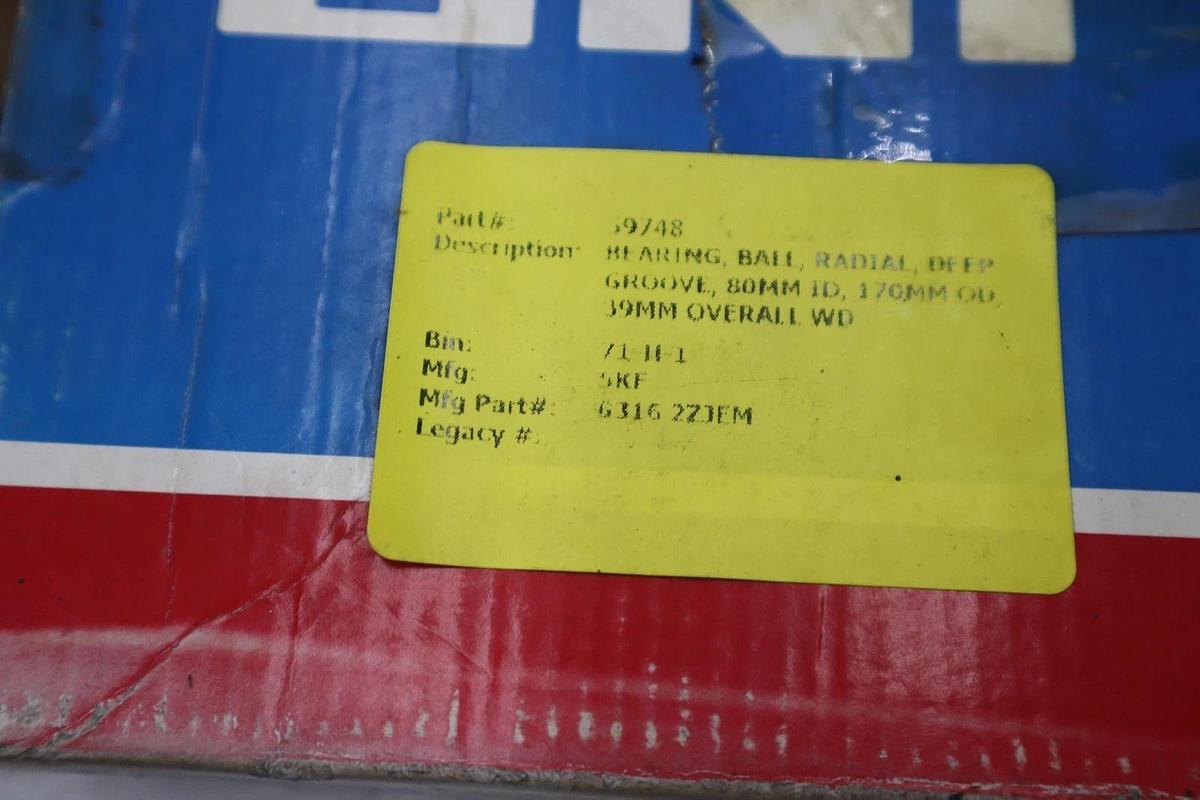 Part#: 59748
Description: BEARING, BALL, RADIAL, DEEP
GROOVE, 80MM ID, 170MM OD,
39MM OVERALL WD
Bin: 71-H-1
Mfg: SKF
Mfg Part#: 6316 2ZJEM
Legacy #: